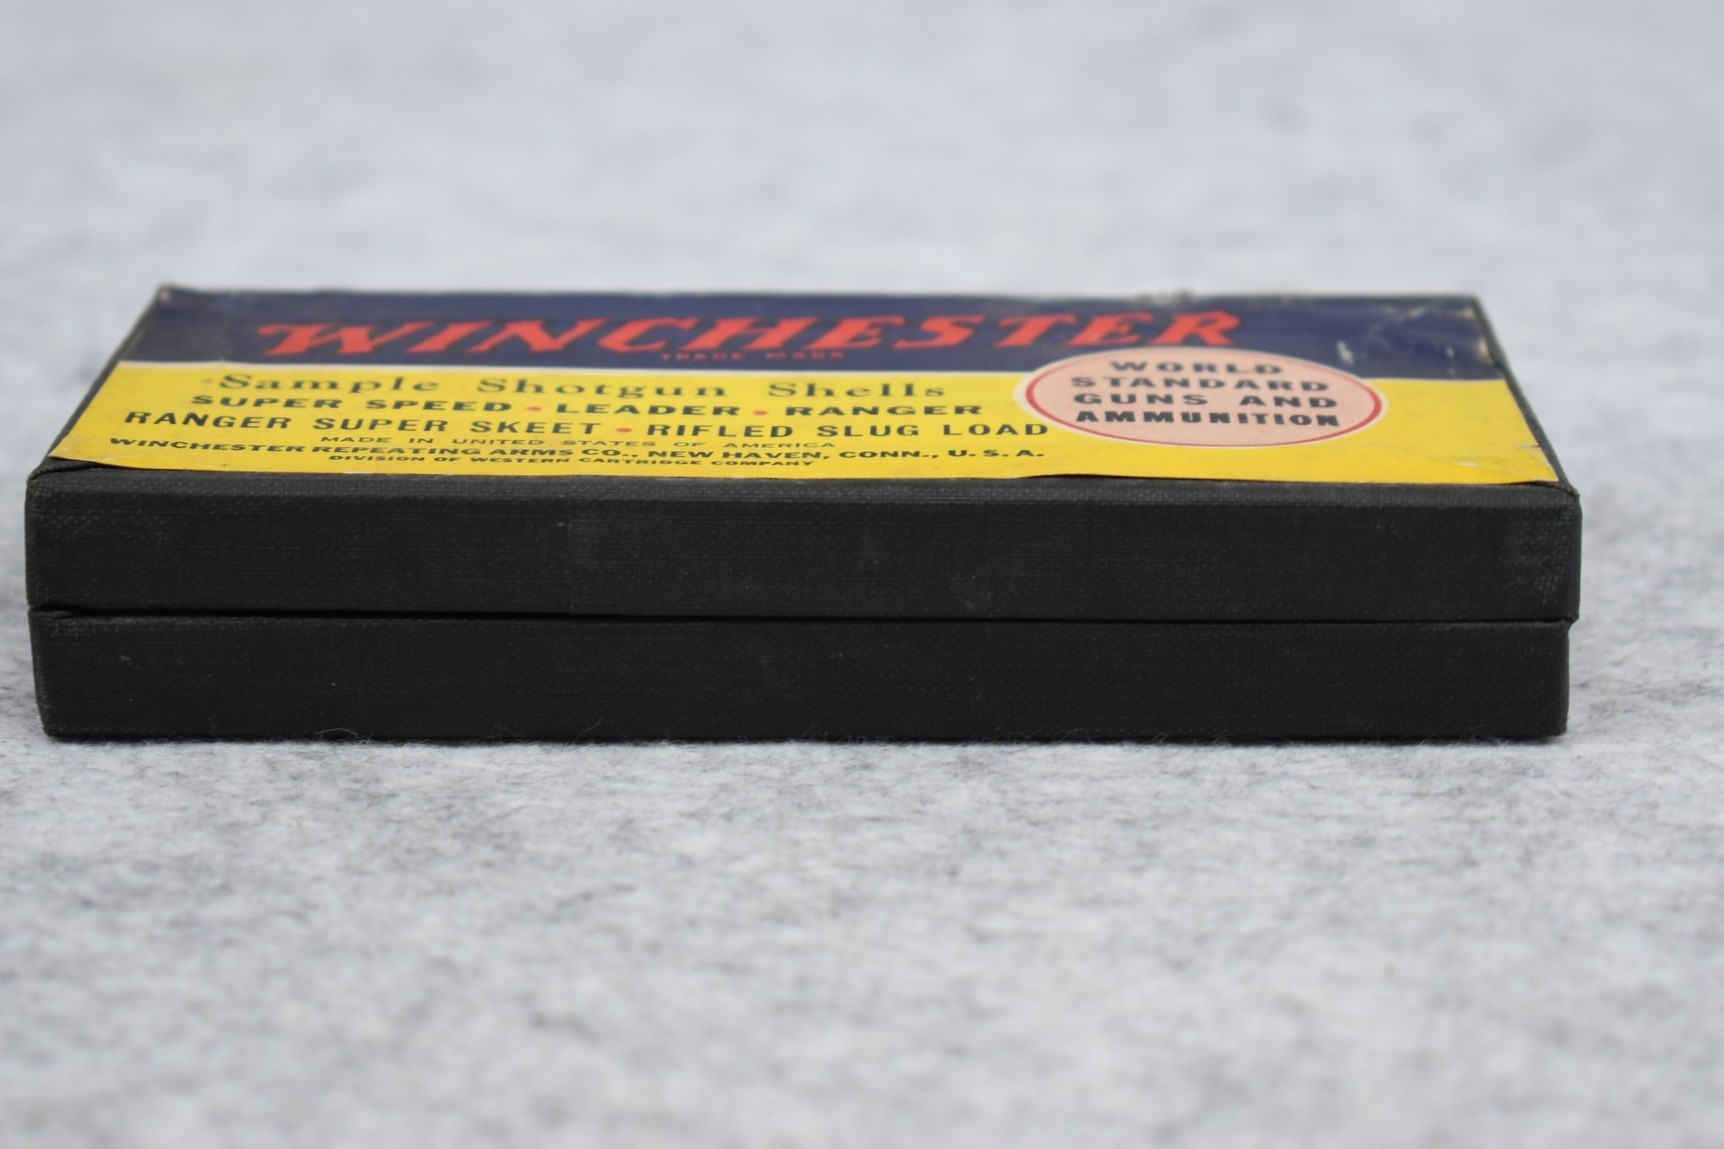 WINCHESTER
TRADE MARK
Sample Shotgun Shells
SUPER SPEED • LEADER • RANGER
RANGER SUPER SKEET • RIFLED SLUG LOAD
MADE IN UNITED STATES OF AMERICA
WINCHESTER REPEATING ARMS CO., NEW HAVEN, CONN., U.S.A.
DIVISION OF WESTERN CARTRIDGE COMPANY
WORLD
STANDARD
GUNS AND
AMMUNITION